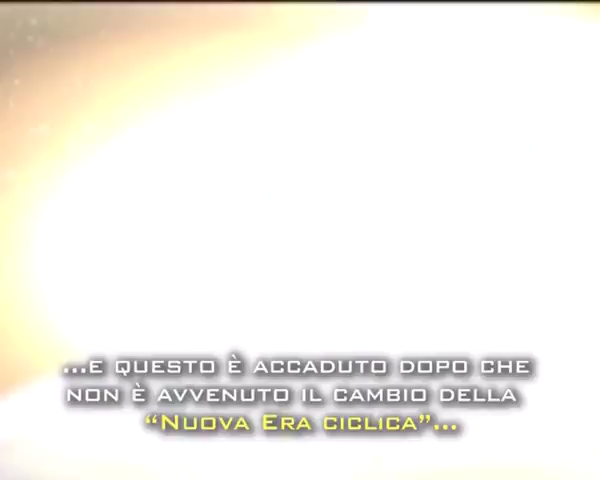 ...E QUESTO È ACCADUTO DOPO CHE
NON È AVVENUTO IL CAMBIO DELLA
“NUOVA ERA CICLICA”...